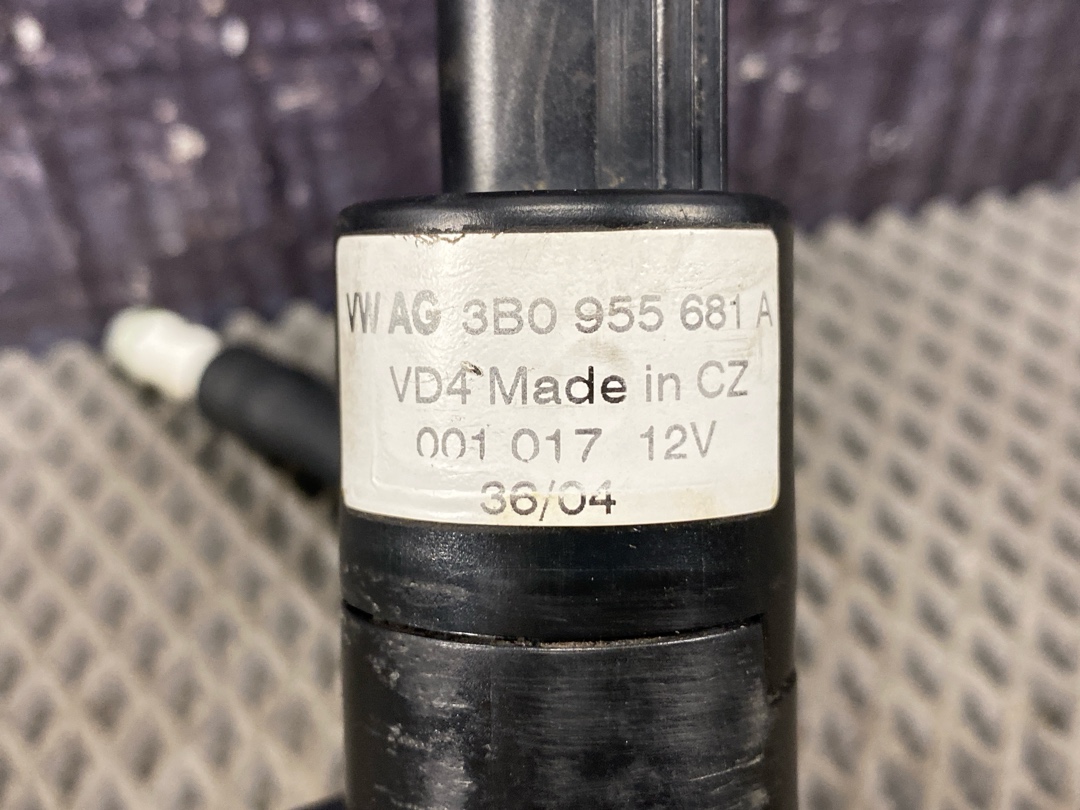 VW AG 3B0 955 681 A
VD4 Made in CZ
001 017 12V
36/04